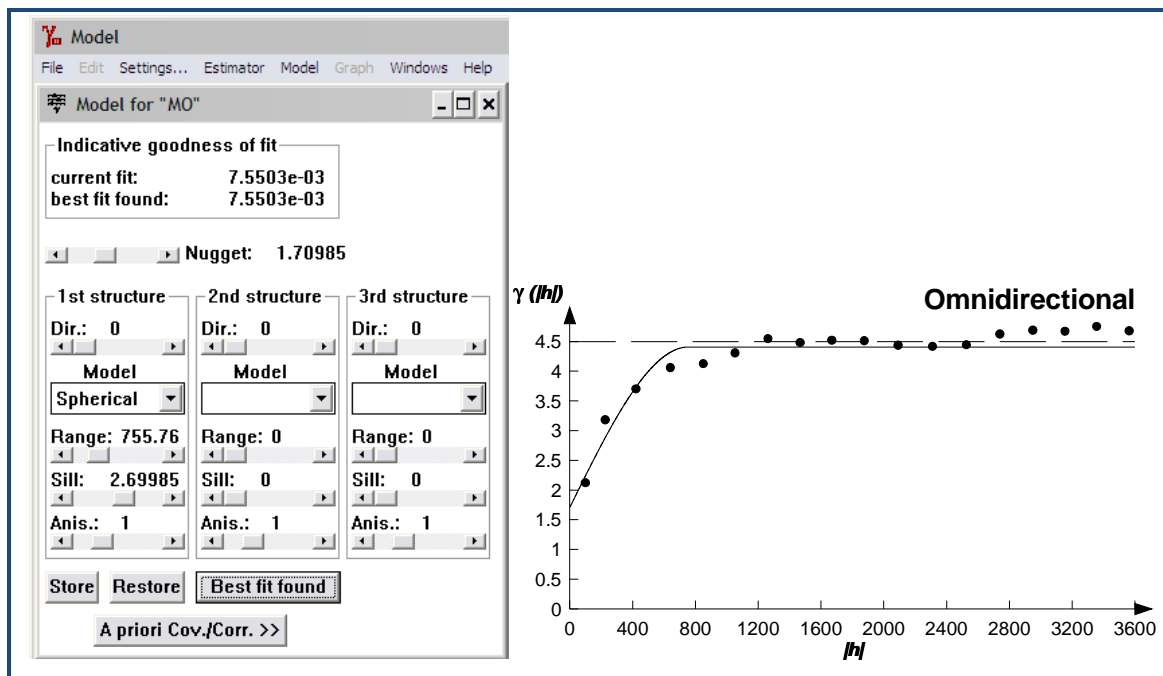 Model
File Edit Settings... Estimator Model Graph Windows Help
Model for "MO"
Indicative goodness of fit
current fit: 7.5503e-03
best fit found: 7.5503e-03
Nugget: 1.70985
1st structure 2nd structure 3rd structure
Dir.: 0 Dir.: 0 Dir.: 0
Model Model Model
Spherical
Range: 755.76 Range: 0 Range: 0
Sill: 2.69985 Sill: 0 Sill: 0
Anis.: 1 Anis.: 1 Anis.: 1
Store Restore Best fit found
A priori Cov./Corr. >>
γ (|h|)
Omnidirectional
4.5
4
3.5
3
2.5
2
1.5
1
0.5
0
0 400 800 1200 1600 2000 2400 2800 3200 3600
|h|